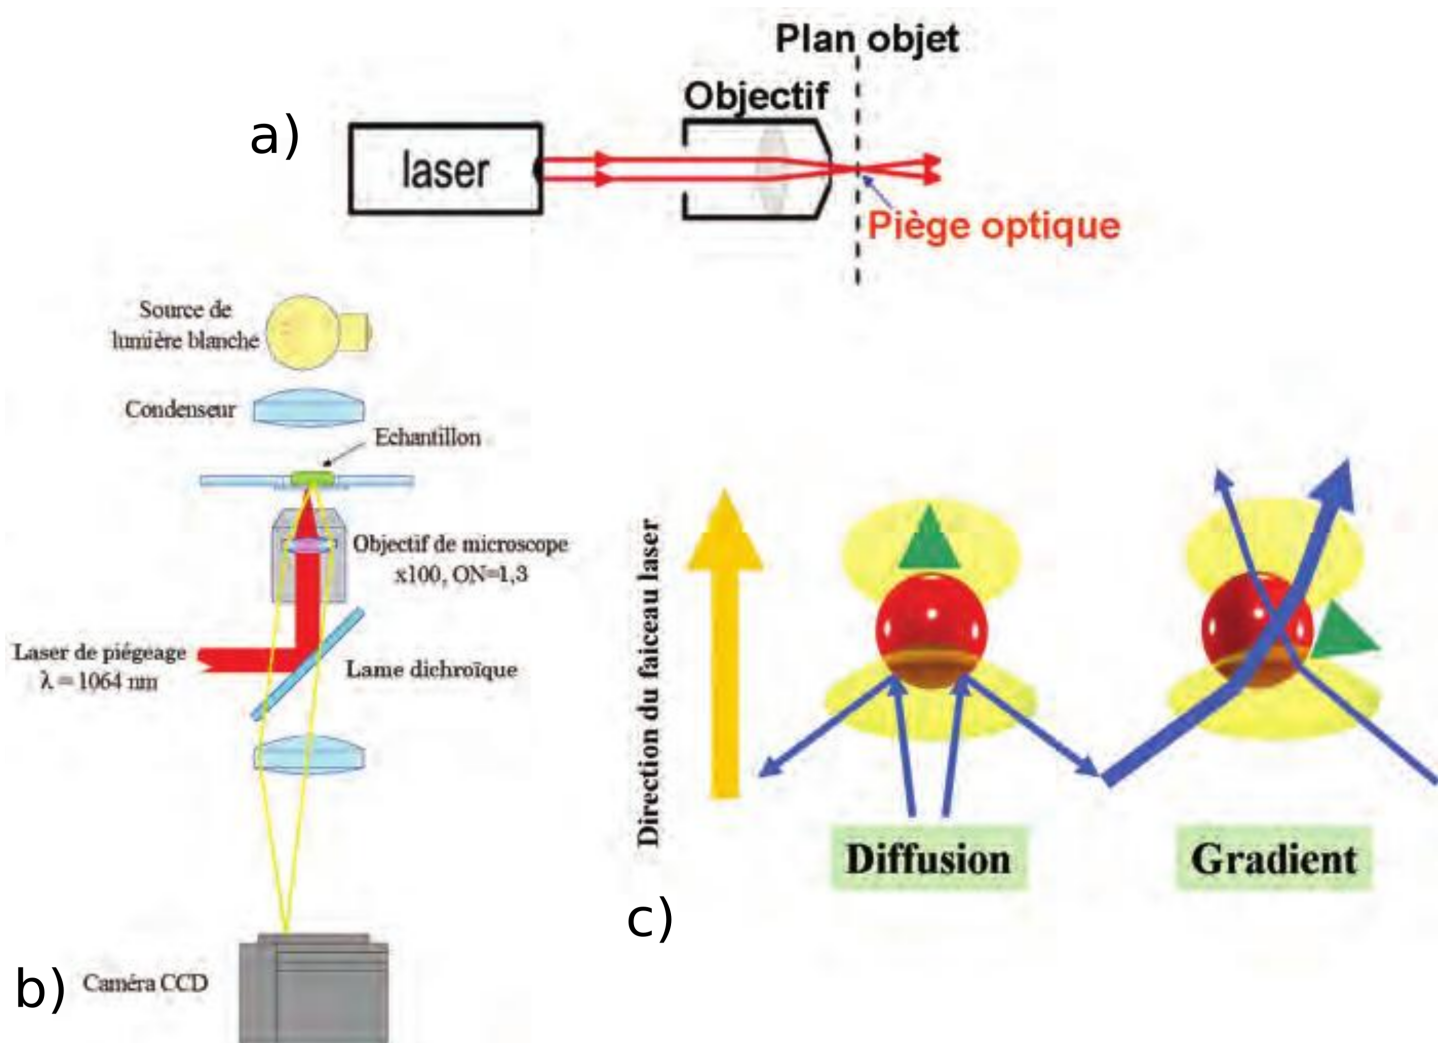 Plan objet
Objectif
a)
laser
Piège optique
Source de
lumière blanche
Condenseur
Echantillon
Objectif de microscope
x100, ON=1,3
Laser de piégeage
λ = 1064 nm
Lame dichroïque
Caméra CCD
b)
Direction du faiceau laser
Diffusion
Gradient
c)